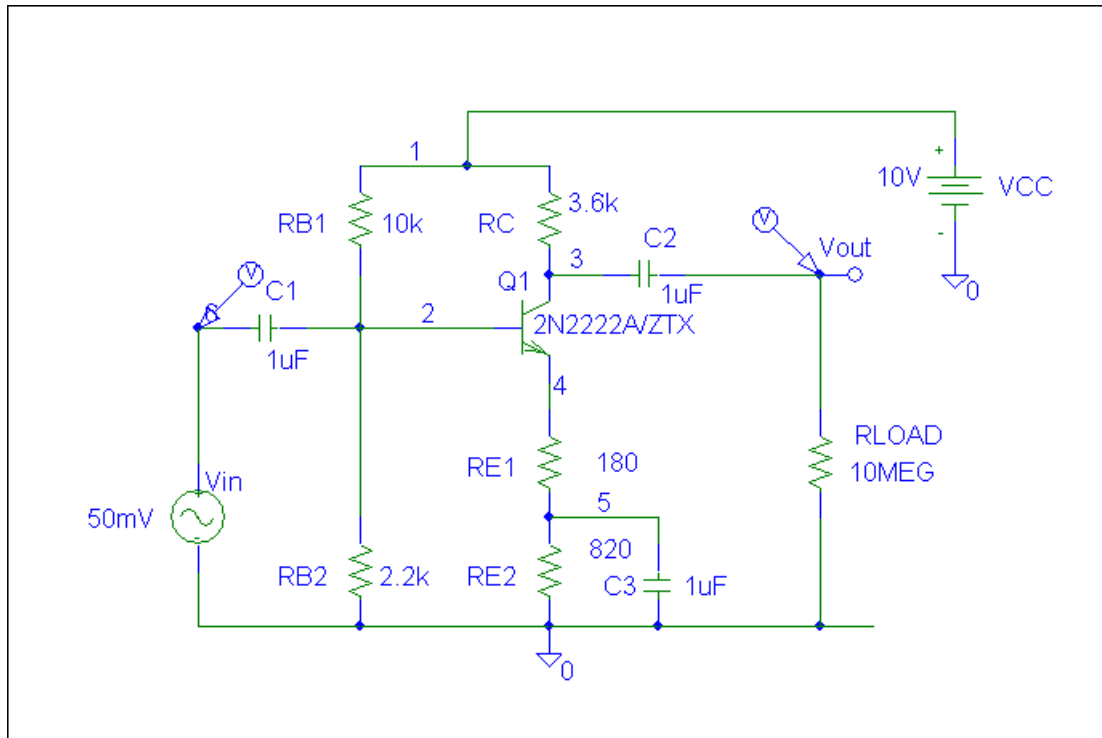 1
10V
+
VCC
-
0
RB1
10k
RC
3.6k
C2
3
1uF
V
Vout
V
C1
6
1uF
2
Q1
2N2222A/ZTX
4
RE1
180
5
RLOAD
10MEG
Vin
+
50mV
-
RB2
2.2k
RE2
820
C3
1uF
0